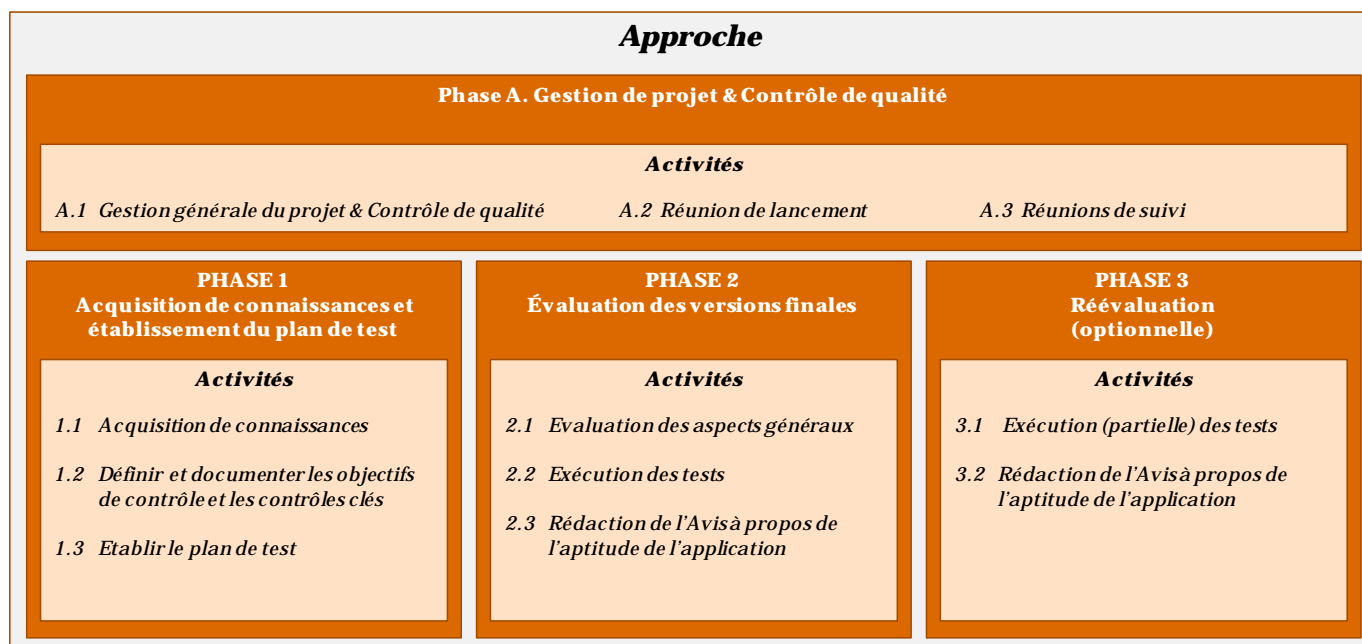 Approche
Phase A. Gestion de projet & Contrôle de qualité
Activités
A.1 Gestion générale du projet & Contrôle de qualité
A.2 Réunion de lancement
A.3 Réunions de suivi
PHASE 1
Acquisition de connaissances et
établissement du plan de test
Activités
1.1 Acquisition de connaissances
1.2 Définir et documenter les objectifs
de contrôle et les contrôles clés
1.3 Etablir le plan de test
PHASE 2
Évaluation des versions finales
Activités
2.1 Evaluation des aspects généraux
2.2 Exécution des tests
2.3 Rédaction de l'Avis à propos de
l'aptitude de l'application
PHASE 3
Réévaluation
(optionnelle)
Activités
3.1 Exécution (partielle) des tests
3.2 Rédaction de l'Avis à propos de
l'aptitude de l'application